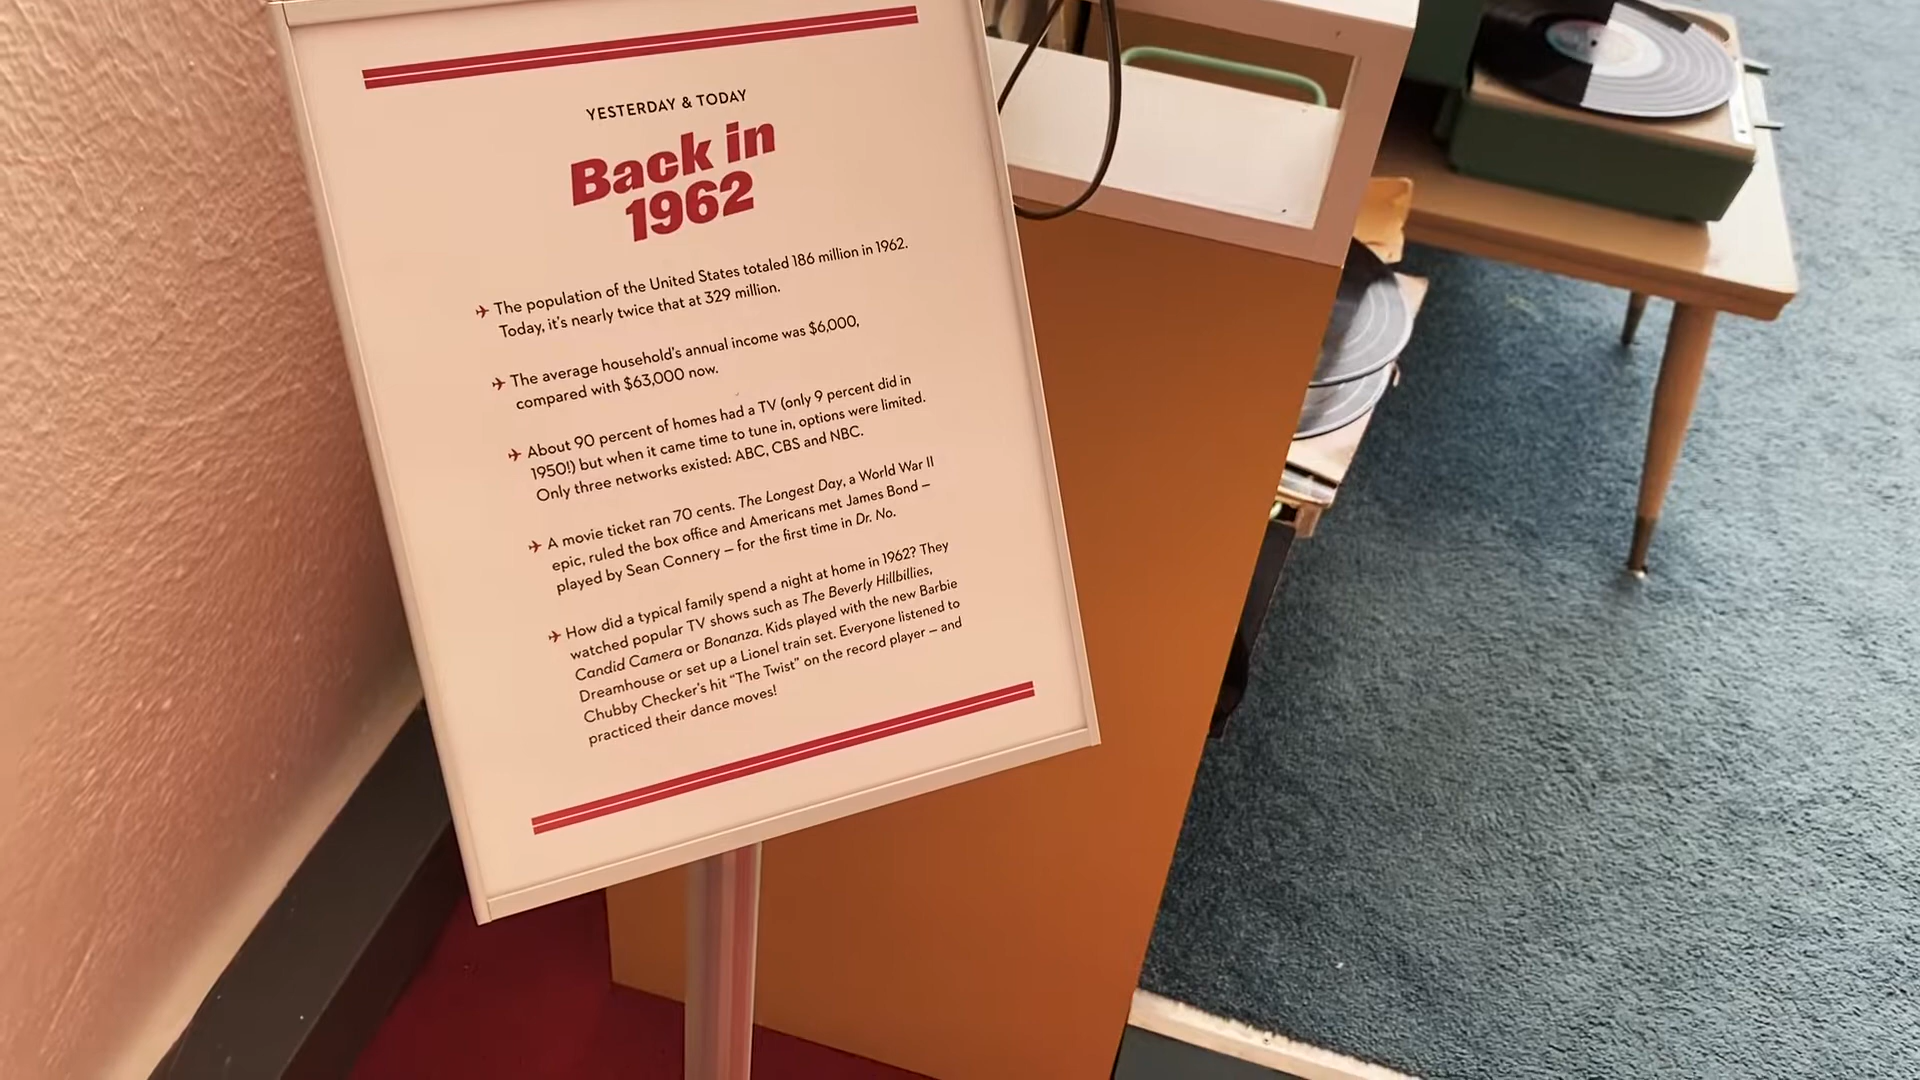 YESTERDAY & TODAY
Back in
1962
The population of the United States totaled 186 million in 1962.
Today, it's nearly twice that at 329 million.
The average household's annual income was $6,000,
compared with $63,000 now.
About 90 percent of homes had a TV (only 9 percent did in
1950!) but when it came time to tune in, options were limited.
Only three networks existed: ABC, CBS and NBC.
A movie ticket ran 70 cents. The Longest Day, a World War II
epic, ruled the box office and Americans met James Bond —
played by Sean Connery — for the first time in Dr. No.
How did a typical family spend a night at home in 1962? They
watched popular TV shows such as The Beverly Hillbillies,
Candid Camera or Bonanza. Kids played with the new Barbie
Dreamhouse or set up a Lionel train set. Everyone listened to
Chubby Checker's hit “The Twist” on the record player — and
practiced their dance moves!